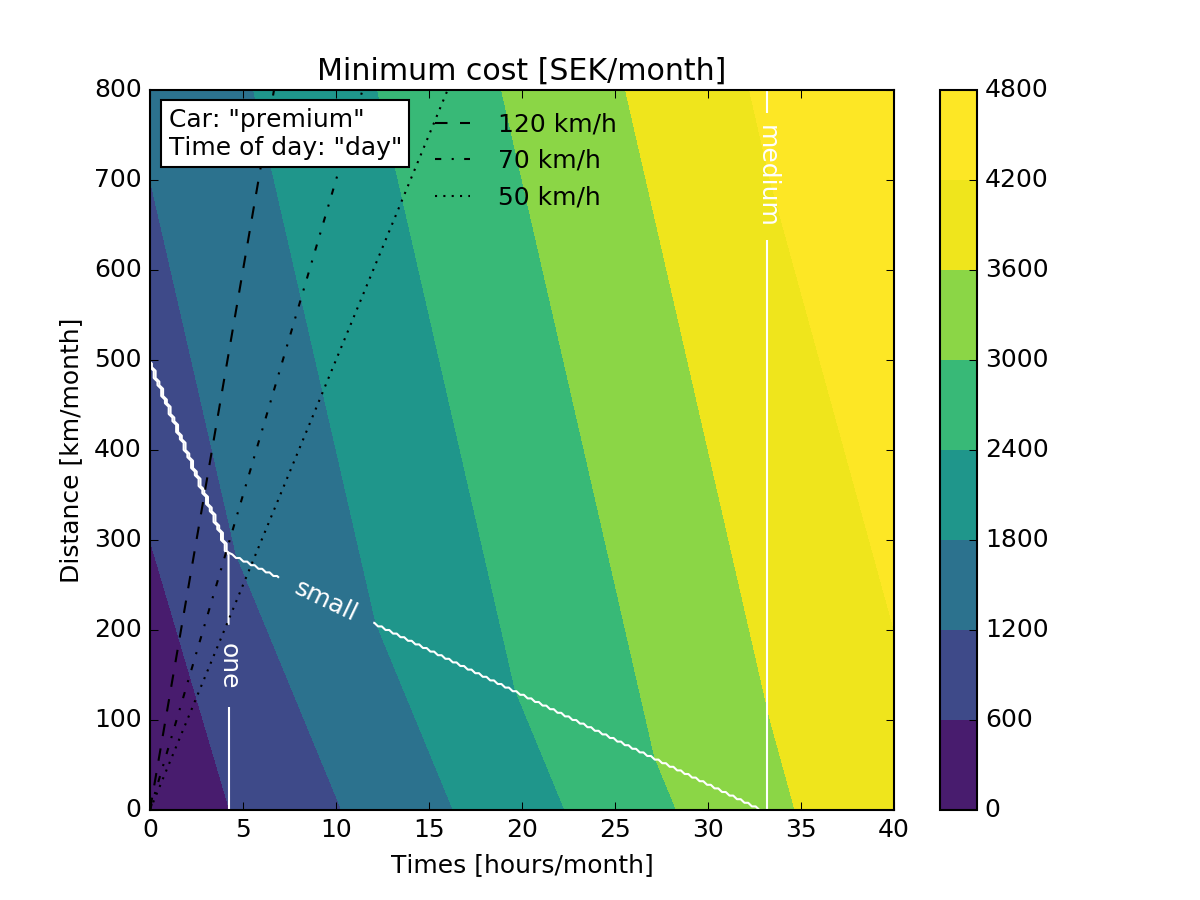 Minimum cost [SEK/month]
Car: "premium"
Time of day: "day"
120 km/h
70 km/h
50 km/h
medium
small
one
Distance [km/month]
800
700
600
500
400
300
200
100
0
0 5 10 15 20 25 30 35 40
Times [hours/month]
4800
4200
3600
3000
2400
1800
1200
600
0